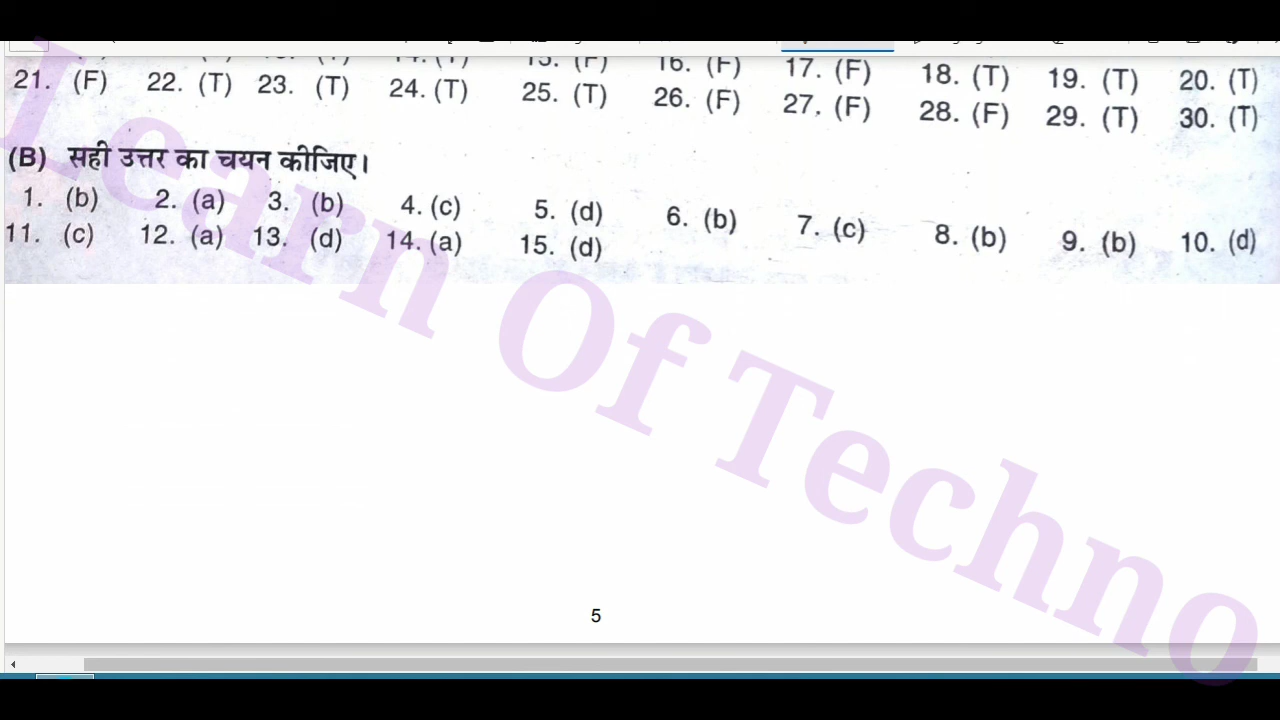 15. (F) 16. (F) 17. (F) 18. (T) 19. (T) 20. (T)
21. (F) 22. (T) 23. (T) 24. (T) 25. (T) 26. (F) 27. (F) 28. (F) 29. (T) 30. (T)
(B) सही उत्तर का चयन कीजिए।
1. (b) 2. (a) 3. (b) 4. (c) 5. (d) 6. (b) 7. (c) 8. (b) 9. (b) 10. (d)
11. (c) 12. (a) 13. (d) 14. (a) 15. (d)
Learn Of Techno
5